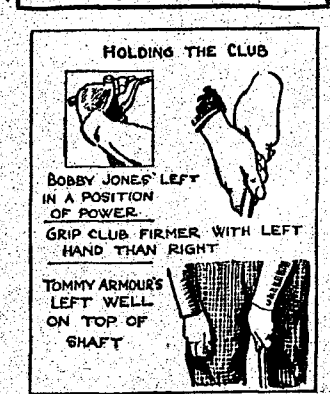 HOLDING THE CLUB
BOBBY JONES' LEFT
IN A POSITION
OF POWER
GRIP CLUB FIRMER WITH LEFT
HAND THAN RIGHT
TOMMY ARMOUR'S
LEFT WELL
ON TOP OF
SHAFT